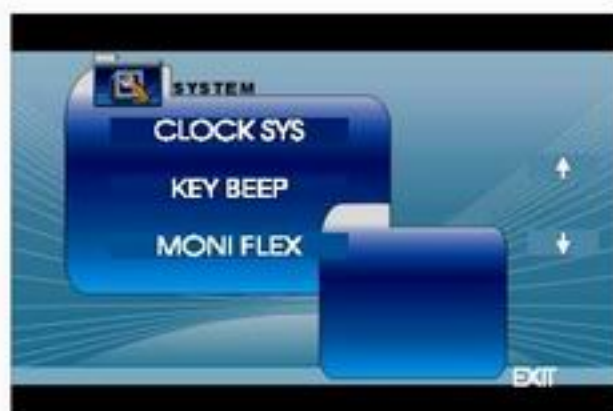 SYSTEM
CLOCK SYS
KEY BEEP
MONI FLEX
EXIT